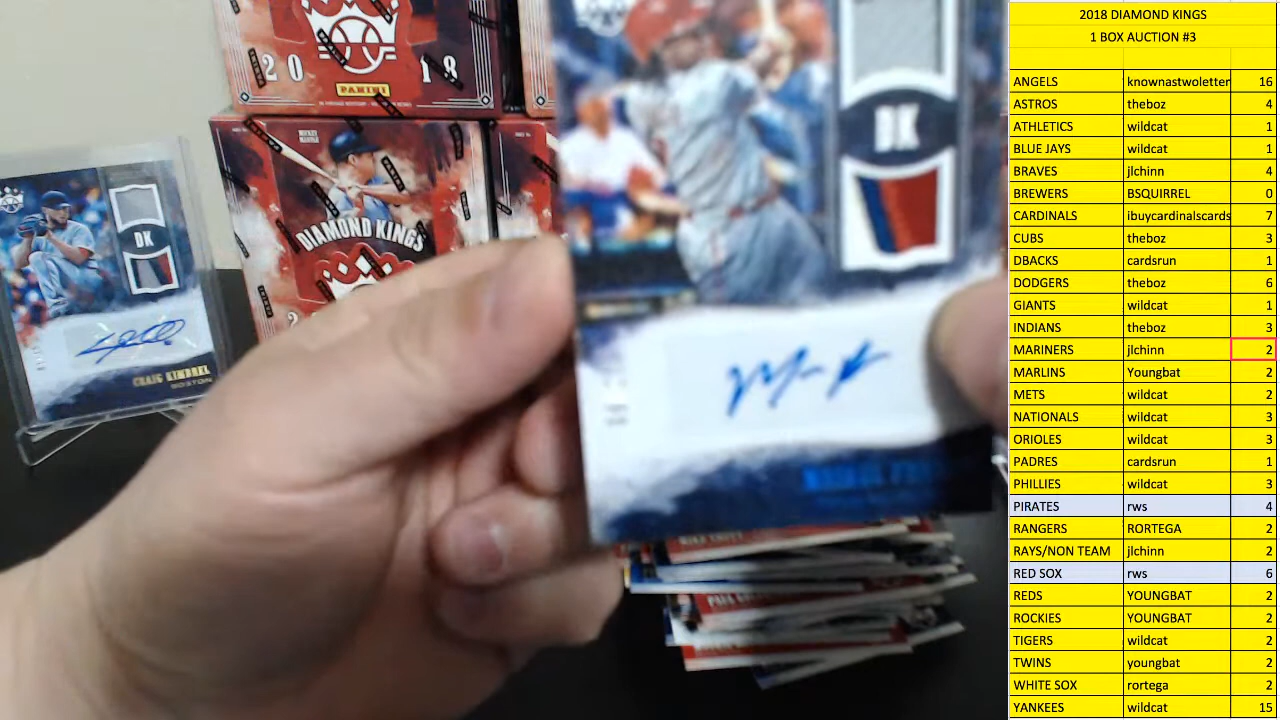 20 18
PANINI
DIAMOND KINGS
DK
CRAIG KIMBREL
BOSTON
DK
2018 DIAMOND KINGS
1 BOX AUCTION #3
ANGELS knownastwoletter 16
ASTROS theboz 4
ATHLETICS wildcat 1
BLUE JAYS wildcat 1
BRAVES jlchinn 4
BREWERS BSQUIRREL 0
CARDINALS ibuycardinalscards 7
CUBS theboz 3
DBACKS cardsrun 1
DODGERS theboz 6
GIANTS wildcat 1
INDIANS theboz 3
MARINERS jlchinn 2
MARLINS Youngbat 2
METS wildcat 2
NATIONALS wildcat 3
ORIOLES wildcat 3
PADRES cardsrun 1
PHILLIES wildcat 3
PIRATES rws 4
RANGERS RORTEGA 2
RAYS/NON TEAM jlchinn 2
RED SOX rws 6
REDS YOUNGBAT 2
ROCKIES YOUNGBAT 2
TIGERS wildcat 2
TWINS youngbat 2
WHITE SOX rortega 2
YANKEES wildcat 15